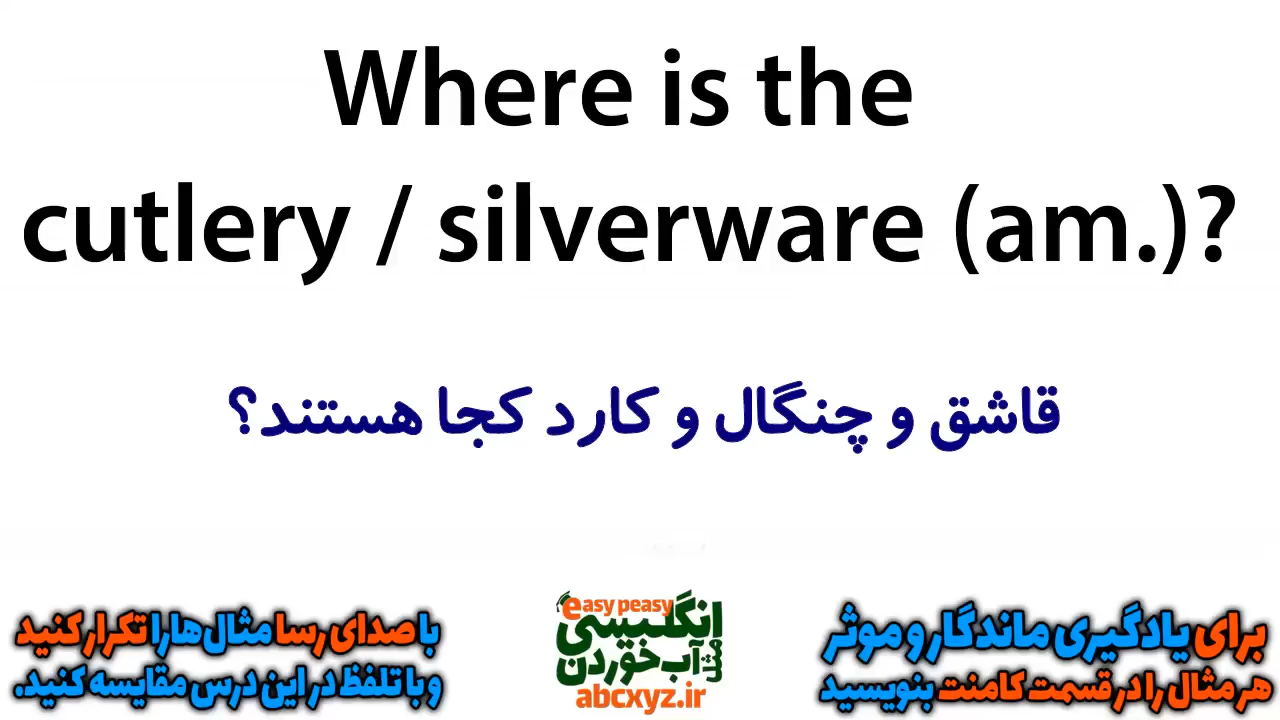 Where is the
cutlery / silverware (am.)?
قاشق و چنگال و کارد کجا هستند؟
برای یادگیری ماندگار و موثر
هر مثال را در قسمت کامنت بنویسید
easy peasy
انگلیسی
مثل آب خوردن
abcxyz.ir
با صدای رسا مثال‌ها را تکرار کنید
و با تلفظ در این درس مقایسه کنید.